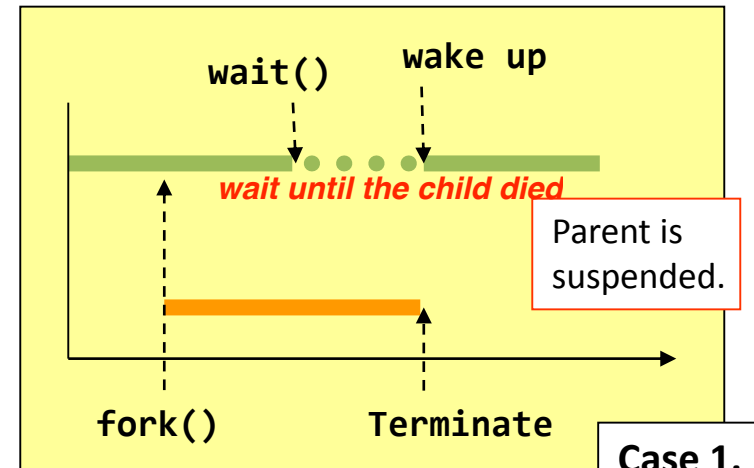 wait()
wake up
wait until the child died
Parent is
suspended.
fork()
Terminate
Case 1.